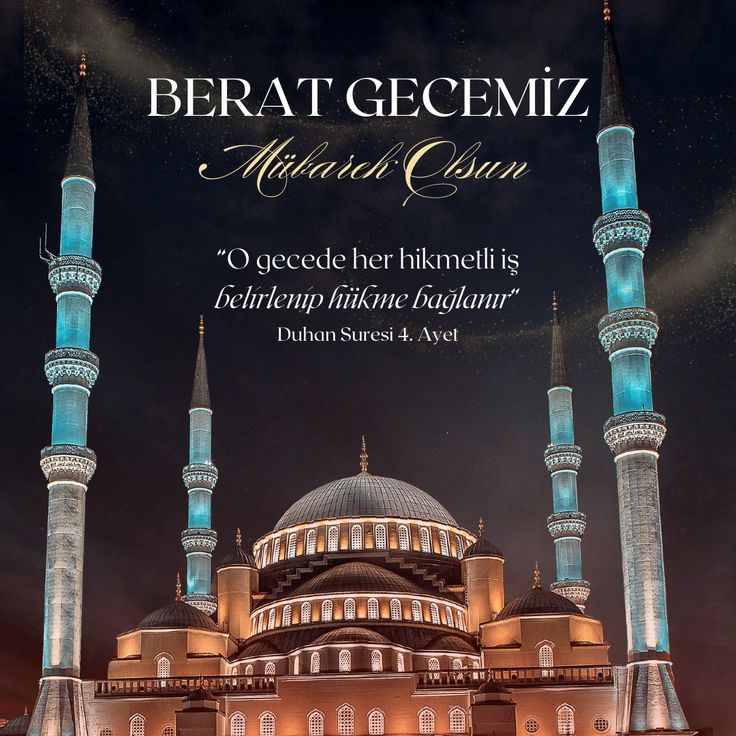 BERAT GECEMİZ
Mübarek Olsun
"O gecede her hikmetli iş
belirlenip hükme bağlanır"
Duhan Suresi 4. Ayet